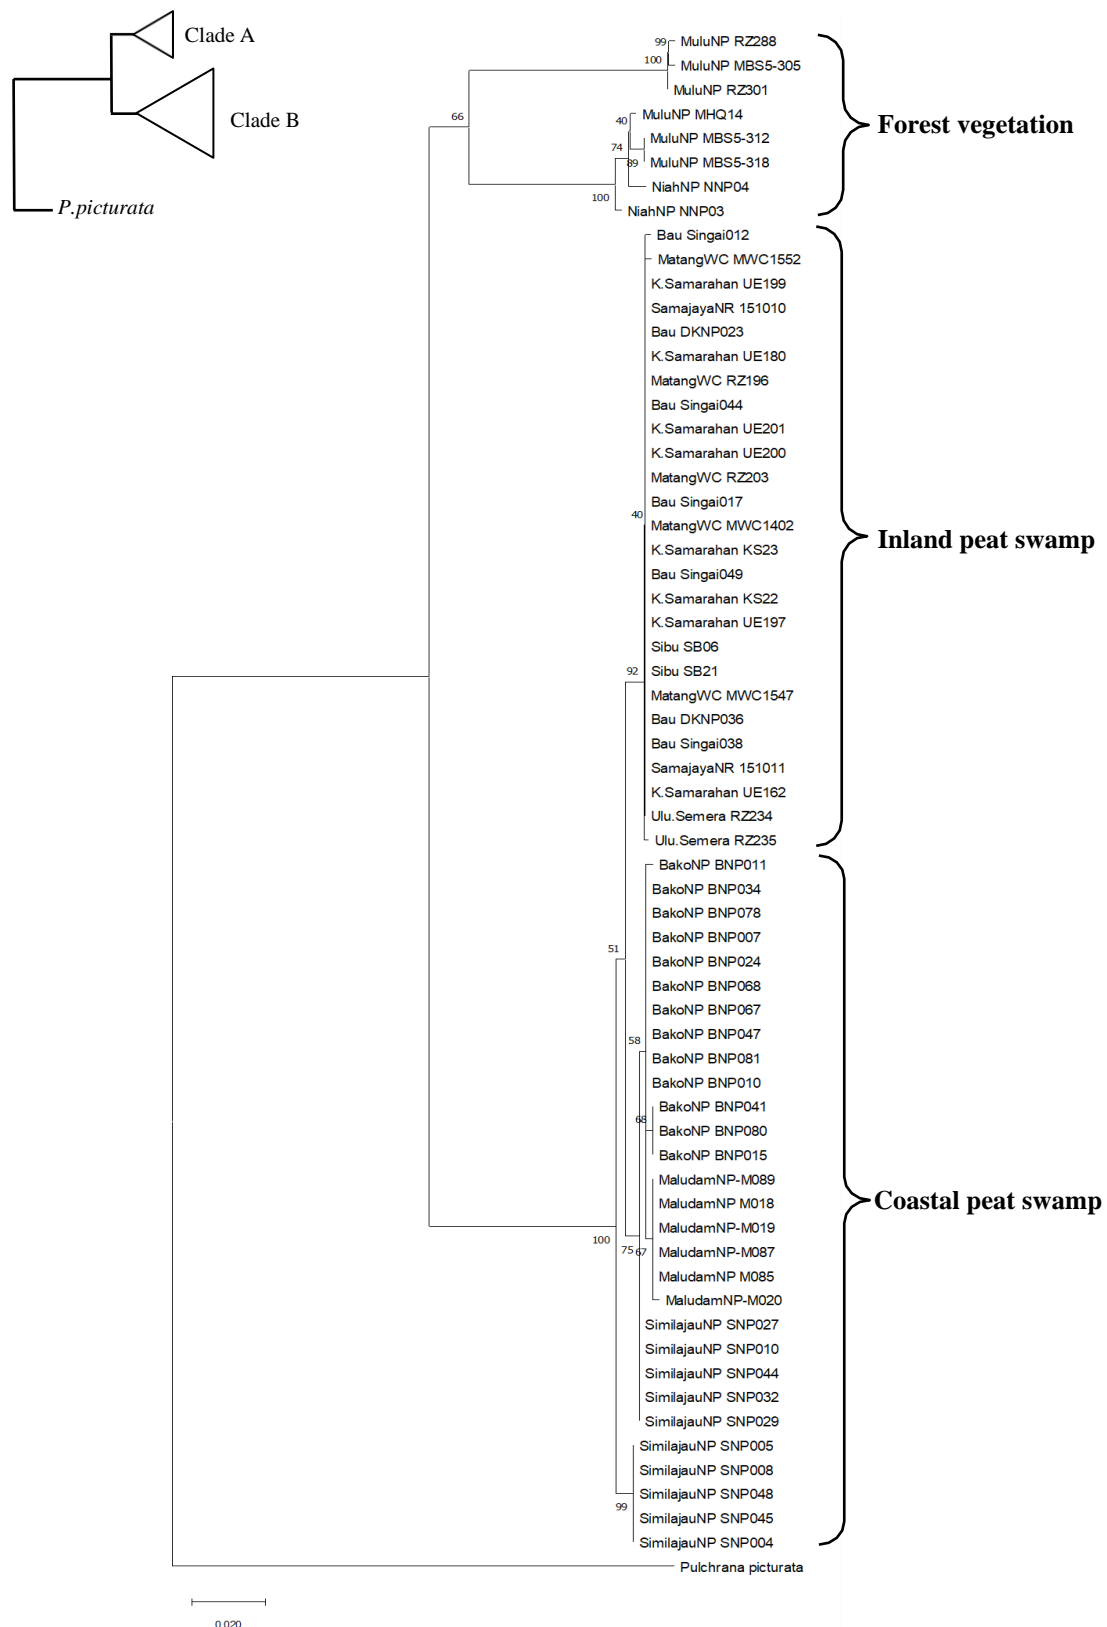 Clade A
Clade B
P.picturata
99
MuluNP RZ288
100
MuluNP MBS5-305
MuluNP RZ301
66
40
MuluNP MHQ14
Forest vegetation
74
MuluNP MBS5-312
89
MuluNP MBS5-318
NiahNP NNP04
100
NiahNP NNP03
Bau Singai012
MatangWC MWC1552
K.Samarahan UE199
SamajayaNR 151010
Bau DKNP023
K.Samarahan UE180
MatangWC RZ196
Bau Singai044
K.Samarahan UE201
K.Samarahan UE200
MatangWC RZ203
Bau Singai017
40
MatangWC MWC1402
Inland peat swamp
K.Samarahan KS23
Bau Singai049
K.Samarahan KS22
K.Samarahan UE197
Sibu SB06
92
Sibu SB21
MatangWC MWC1547
Bau DKNP036
Bau Singai038
SamajayaNR 151011
K.Samarahan UE162
Ulu.Semera RZ234
Ulu.Semera RZ235
BakoNP BNP011
BakoNP BNP034
BakoNP BNP078
51
BakoNP BNP007
BakoNP BNP024
BakoNP BNP068
BakoNP BNP067
58
BakoNP BNP047
BakoNP BNP081
BakoNP BNP010
BakoNP BNP041
68
BakoNP BNP080
BakoNP BNP015
MaludamNP-M089
MaludamNP M018
Coastal peat swamp
MaludamNP-M019
100
75
67
MaludamNP-M087
MaludamNP M085
MaludamNP-M020
SimilajauNP SNP027
SimilajauNP SNP010
SimilajauNP SNP044
SimilajauNP SNP032
SimilajauNP SNP029
SimilajauNP SNP005
SimilajauNP SNP008
SimilajauNP SNP048
99
SimilajauNP SNP045
SimilajauNP SNP004
Pulchrana picturata
0.020